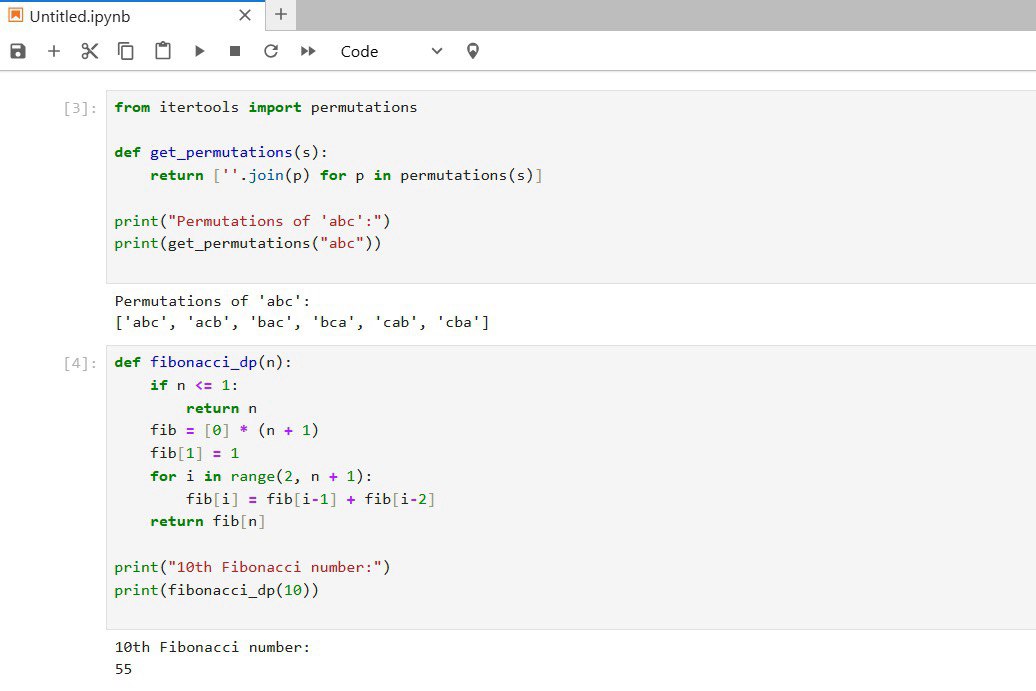 Untitled.ipynb
Code
[3]:
from itertools import permutations
def get_permutations(s):
    return [''.join(p) for p in permutations(s)]
print("Permutations of 'abc':")
print(get_permutations("abc"))
Permutations of 'abc':
['abc', 'acb', 'bac', 'bca', 'cab', 'cba']
[4]:
def fibonacci_dp(n):
    if n <= 1:
        return n
    fib = [0] * (n + 1)
    fib[1] = 1
    for i in range(2, n + 1):
        fib[i] = fib[i-1] + fib[i-2]
    return fib[n]
print("10th Fibonacci number:")
print(fibonacci_dp(10))
10th Fibonacci number:
55